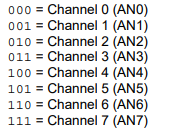 000 = Channel 0 (AN0)
001 = Channel 1 (AN1)
010 = Channel 2 (AN2)
011 = Channel 3 (AN3)
100 = Channel 4 (AN4)
101 = Channel 5 (AN5)
110 = Channel 6 (AN6)
111 = Channel 7 (AN7)